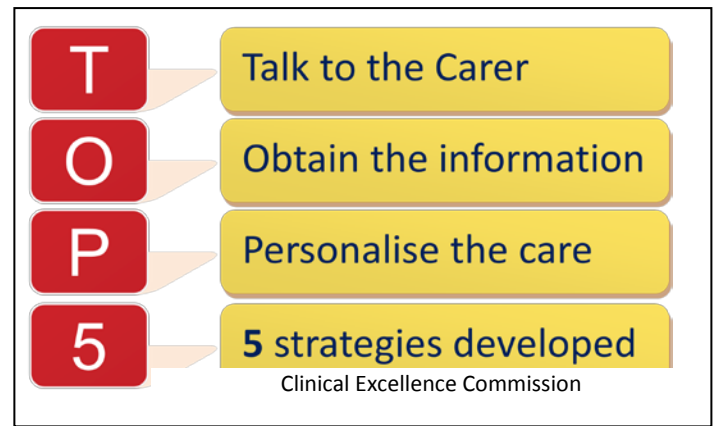 T Talk to the Carer
O Obtain the information
P Personalise the care
5 5 strategies developed
Clinical Excellence Commission